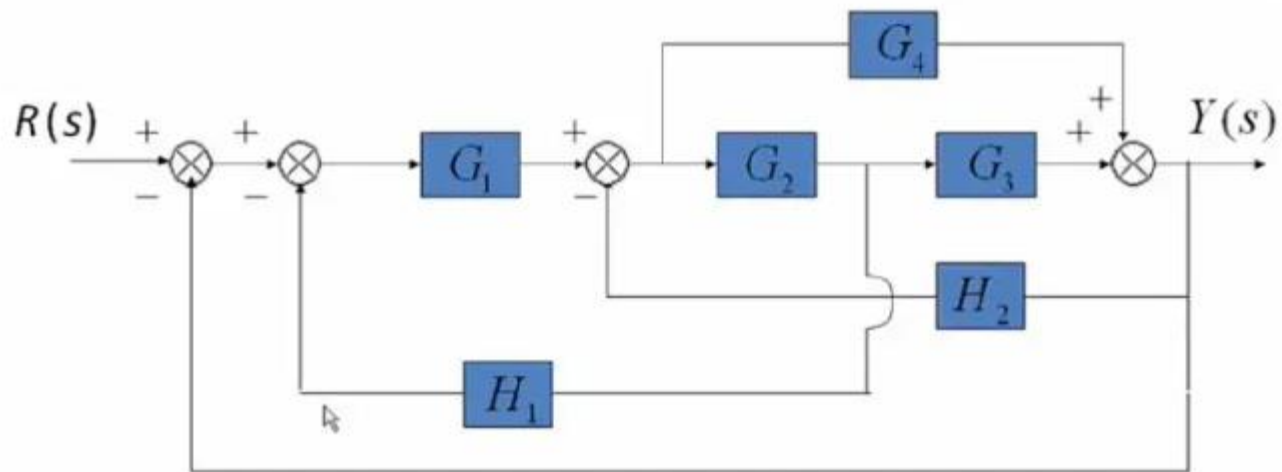 G₄
R(s) + − + − G₁ + − G₂ G₃ + + Y(s)
H₂
H₁